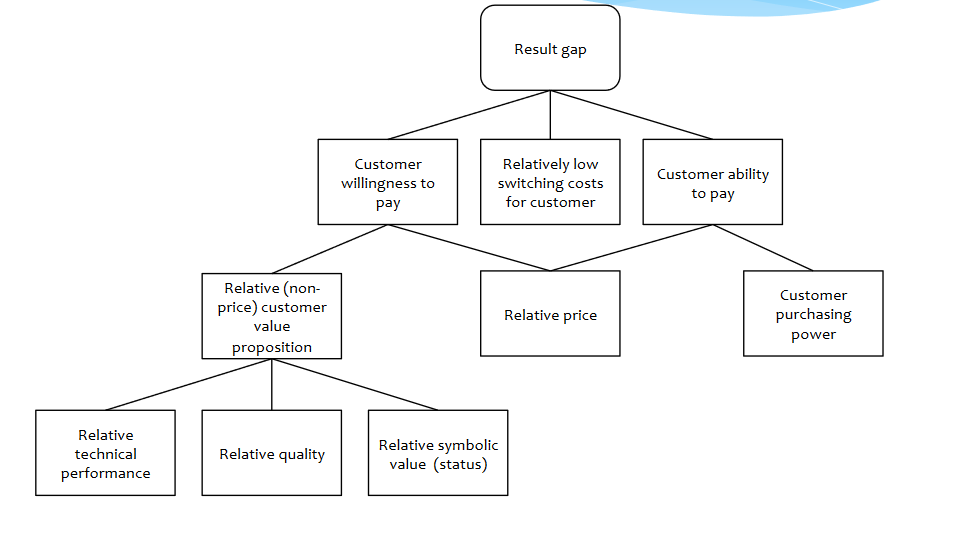 Result gap
Customer
willingness to
pay
Relatively low
switching costs
for customer
Customer ability
to pay
Relative (non-
price) customer
value
proposition
Relative price
Customer
purchasing
power
Relative
technical
performance
Relative quality
Relative symbolic
value (status)